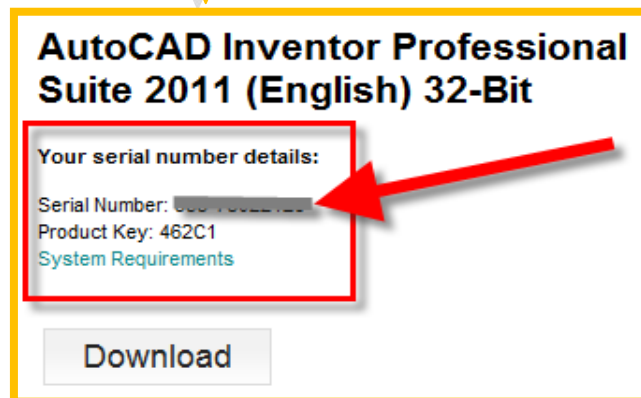 AutoCAD Inventor Professional
Suite 2011 (English) 32-Bit
Your serial number details:
Serial Number:
Product Key: 462C1
System Requirements
Download